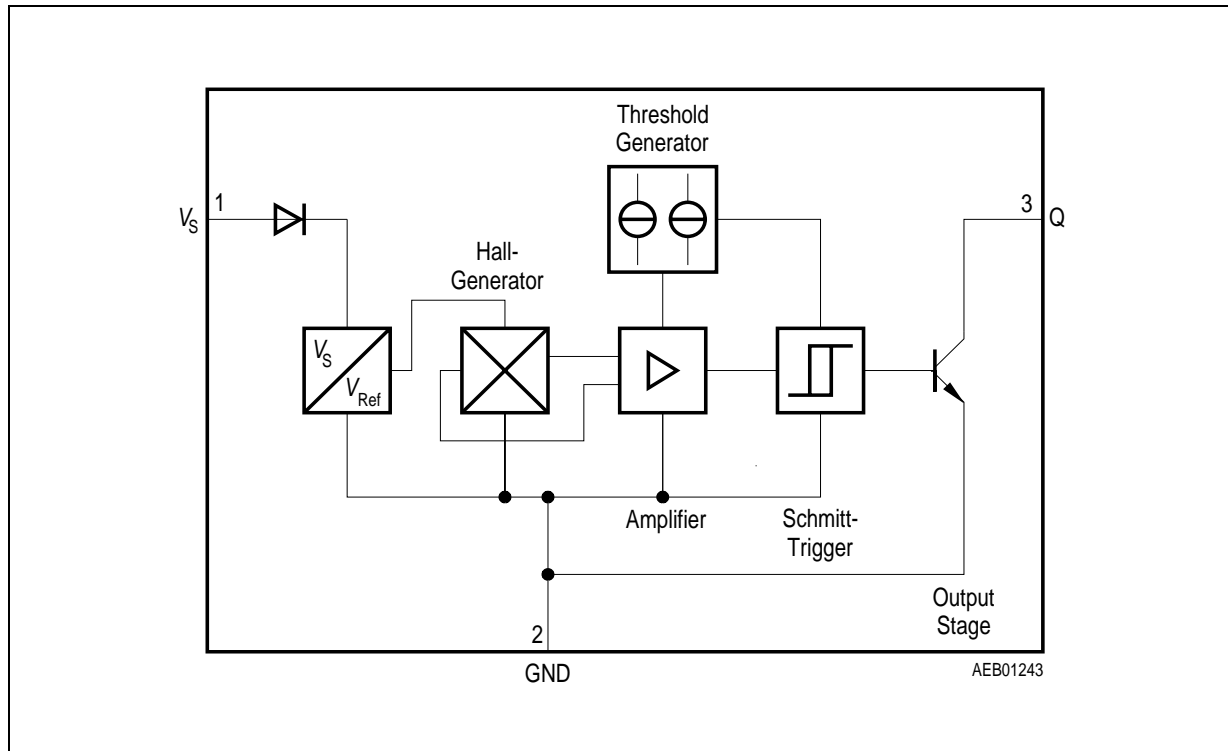 Threshold
Generator
1
V_S
3
Q
Hall-
Generator
V_S
V_Ref
Amplifier
Schmitt-
Trigger
Output
Stage
2
GND
AEB01243